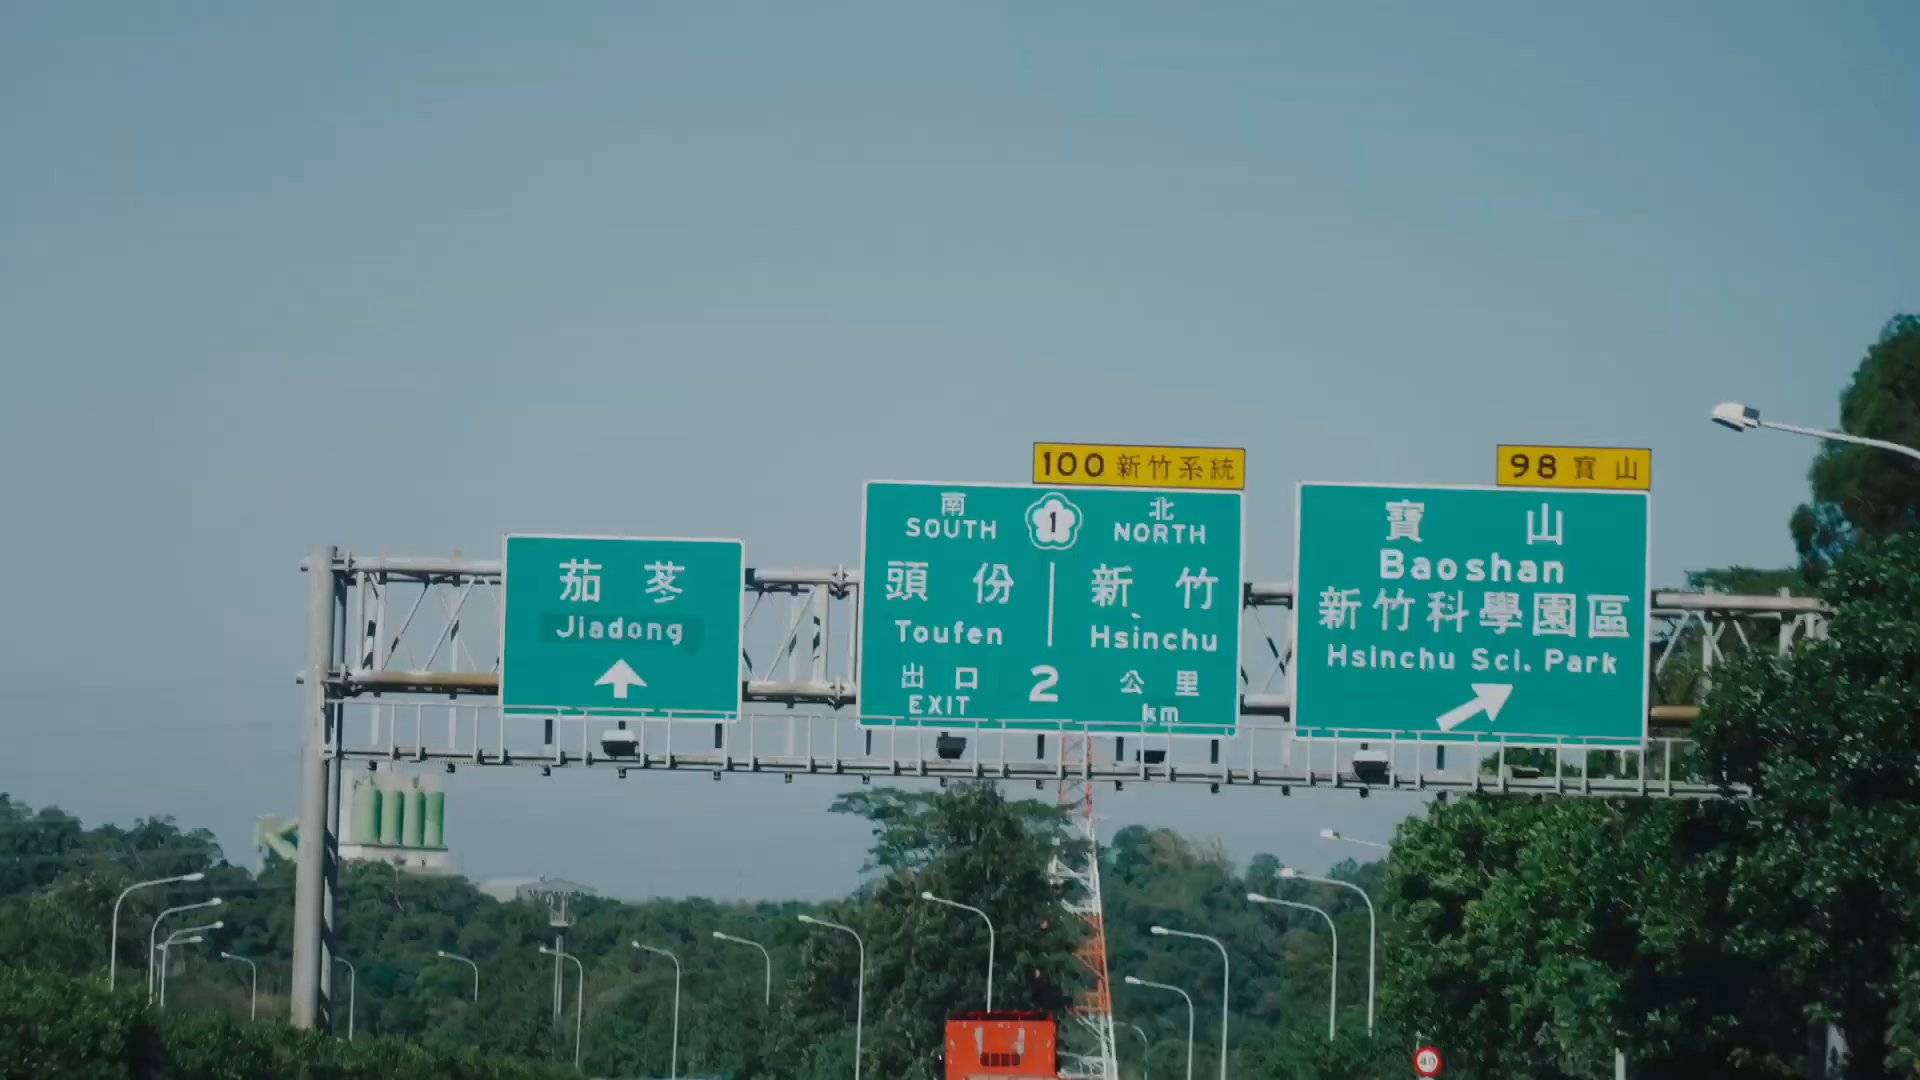 茄苳
Jiadong
100 新竹系統
南 1 北
SOUTH NORTH
頭份 新竹
Toufen Hsinchu
出口 2 公里
EXIT km
98 寶山
寶山
Baoshan
新竹科學園區
Hsinchu Sci. Park
40